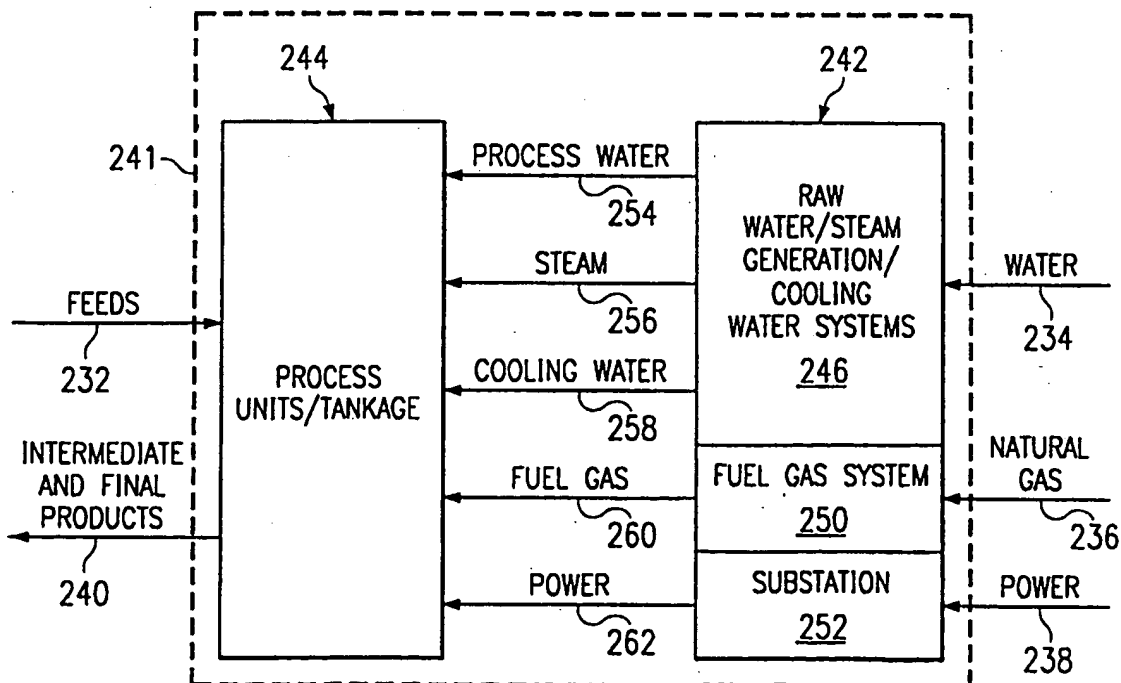 244
242
241
PROCESS WATER
254
RAW
WATER/STEAM
GENERATION/
COOLING
WATER SYSTEMS
246
STEAM
256
WATER
234
FEEDS
232
PROCESS
UNITS/TANKAGE
COOLING WATER
258
INTERMEDIATE
AND FINAL
PRODUCTS
240
FUEL GAS
260
FUEL GAS SYSTEM
250
NATURAL
GAS
236
POWER
262
SUBSTATION
252
POWER
238